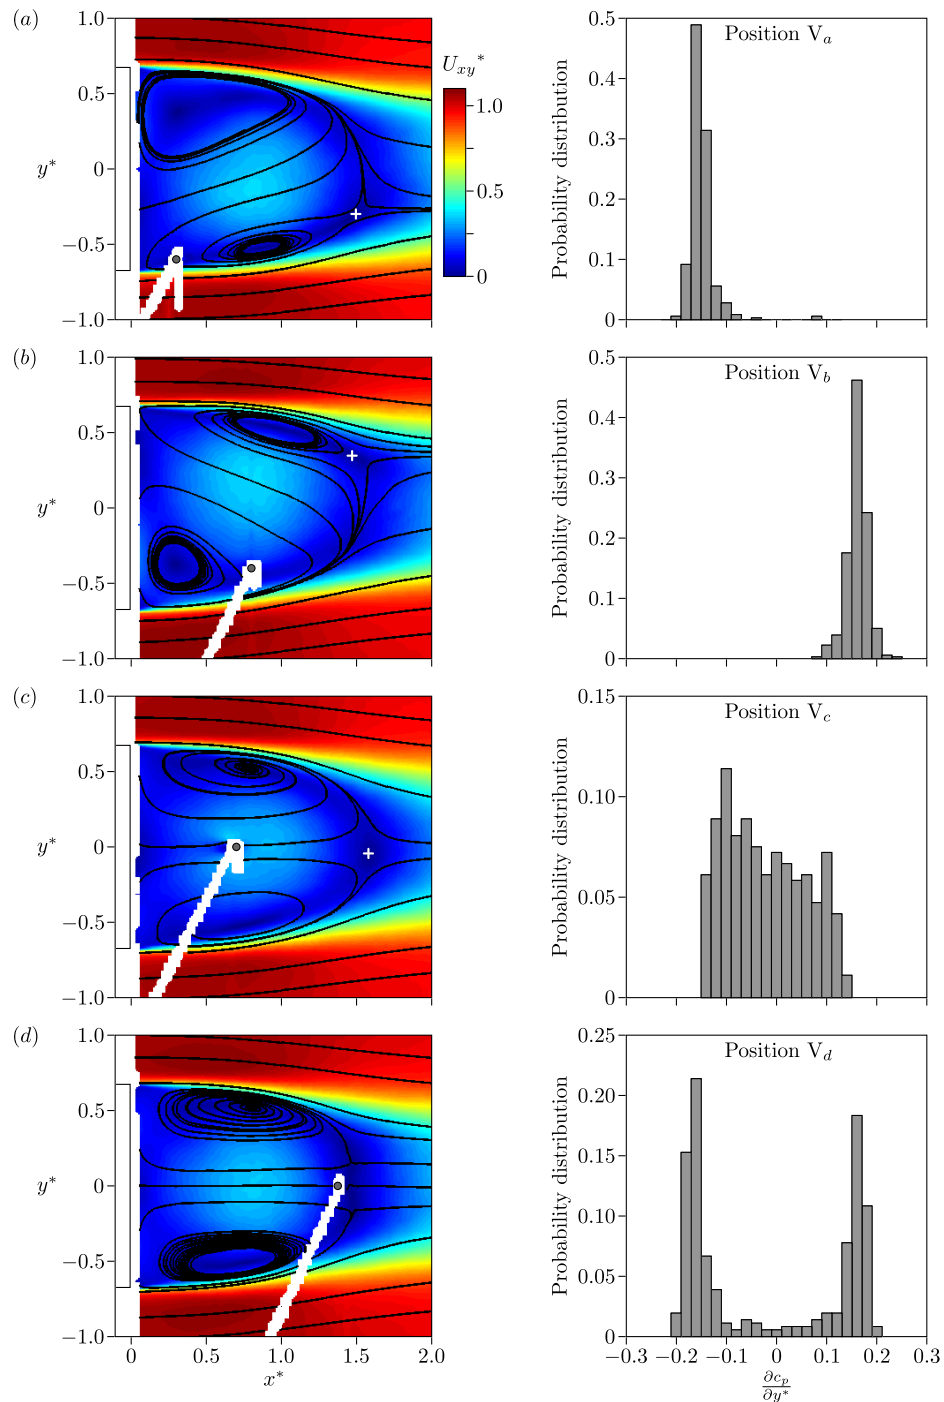 (a)
1.0
0.5
0
−0.5
−1.0
y*
U_xy*
1.0
0.5
0
Position V_a
Probability distribution
0.5
0.4
0.3
0.2
0.1
0
(b)
1.0
0.5
0
−0.5
−1.0
y*
Position V_b
Probability distribution
0.5
0.4
0.3
0.2
0.1
0
(c)
1.0
0.5
0
−0.5
−1.0
y*
Position V_c
Probability distribution
0.15
0.10
0.05
0
(d)
1.0
0.5
0
−0.5
−1.0
y*
0 0.5 1.0 1.5 2.0
x*
Position V_d
Probability distribution
0.25
0.20
0.15
0.10
0.05
0
−0.3 −0.2 −0.1 0 0.1 0.2 0.3
∂c_p
∂y*